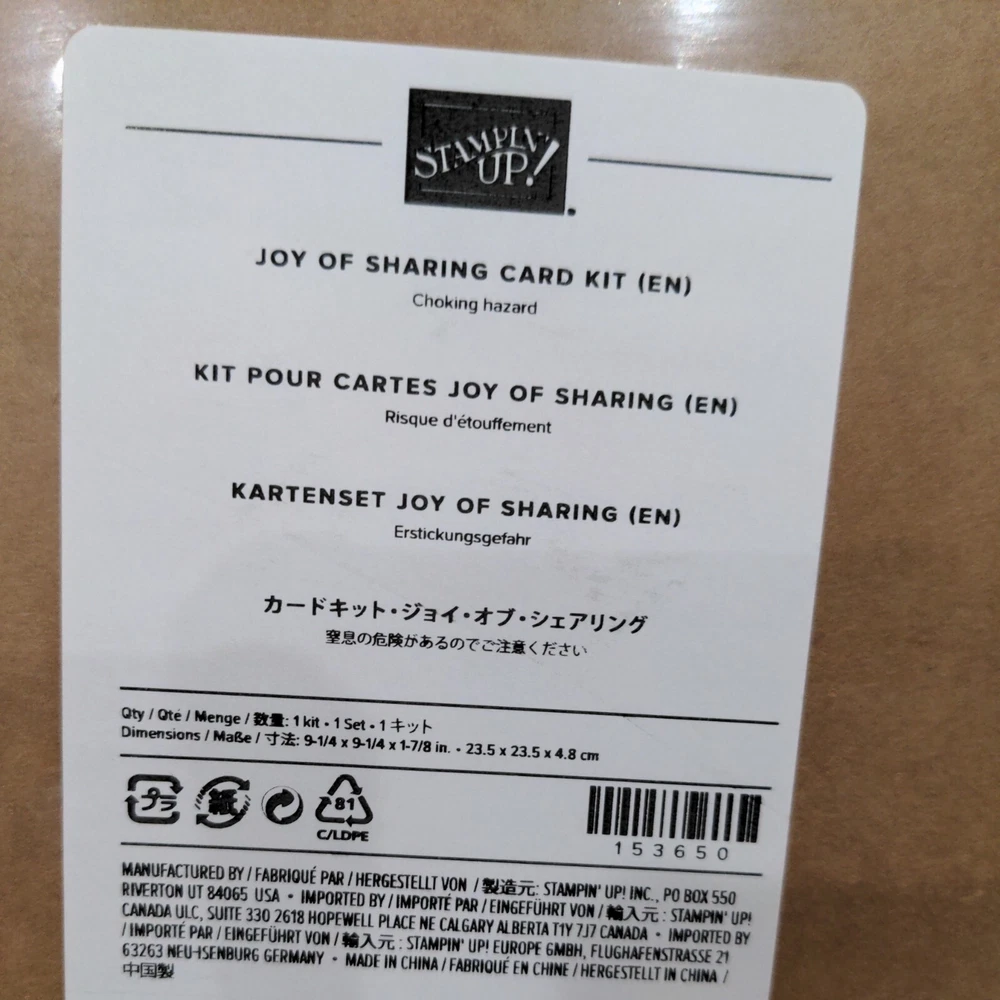 STAMPIN' UP!
JOY OF SHARING CARD KIT (EN)
Choking hazard
KIT POUR CARTES JOY OF SHARING (EN)
Risque d'étouffement
KARTENSET JOY OF SHARING (EN)
Erstickungsgefahr
カードキット・ジョイ・オブ・シェアリング
窒息の危険があるのでご注意ください
Qty / Qté / Menge / 数量: 1 kit • 1 Set • 1 キット
Dimensions / Maße / 寸法: 9-1/4 x 9-1/4 x 1-7/8 in. • 23.5 x 23.5 x 4.8 cm
プラ 紙 81
C/LDPE
153650
MANUFACTURED BY / FABRIQUÉ PAR / HERGESTELLT VON / 製造元: STAMPIN' UP! INC., PO BOX 550
RIVERTON UT 84065 USA • IMPORTED BY / IMPORTÉ PAR / EINGEFÜHRT VON / 輸入元 : STAMPIN' UP!
CANADA ULC, SUITE 330 2618 HOPEWELL PLACE NE CALGARY ALBERTA T1Y 7J7 CANADA • IMPORTED BY
/ IMPORTÉ PAR / EINGEFÜHRT VON / 輸入元 : STAMPIN' UP! EUROPE GMBH, FLUGHAFENSTRASSE 21
63263 NEU-ISENBURG GERMANY • MADE IN CHINA / FABRIQUÉ EN CHINE / HERGESTELLT IN CHINA /
中国製